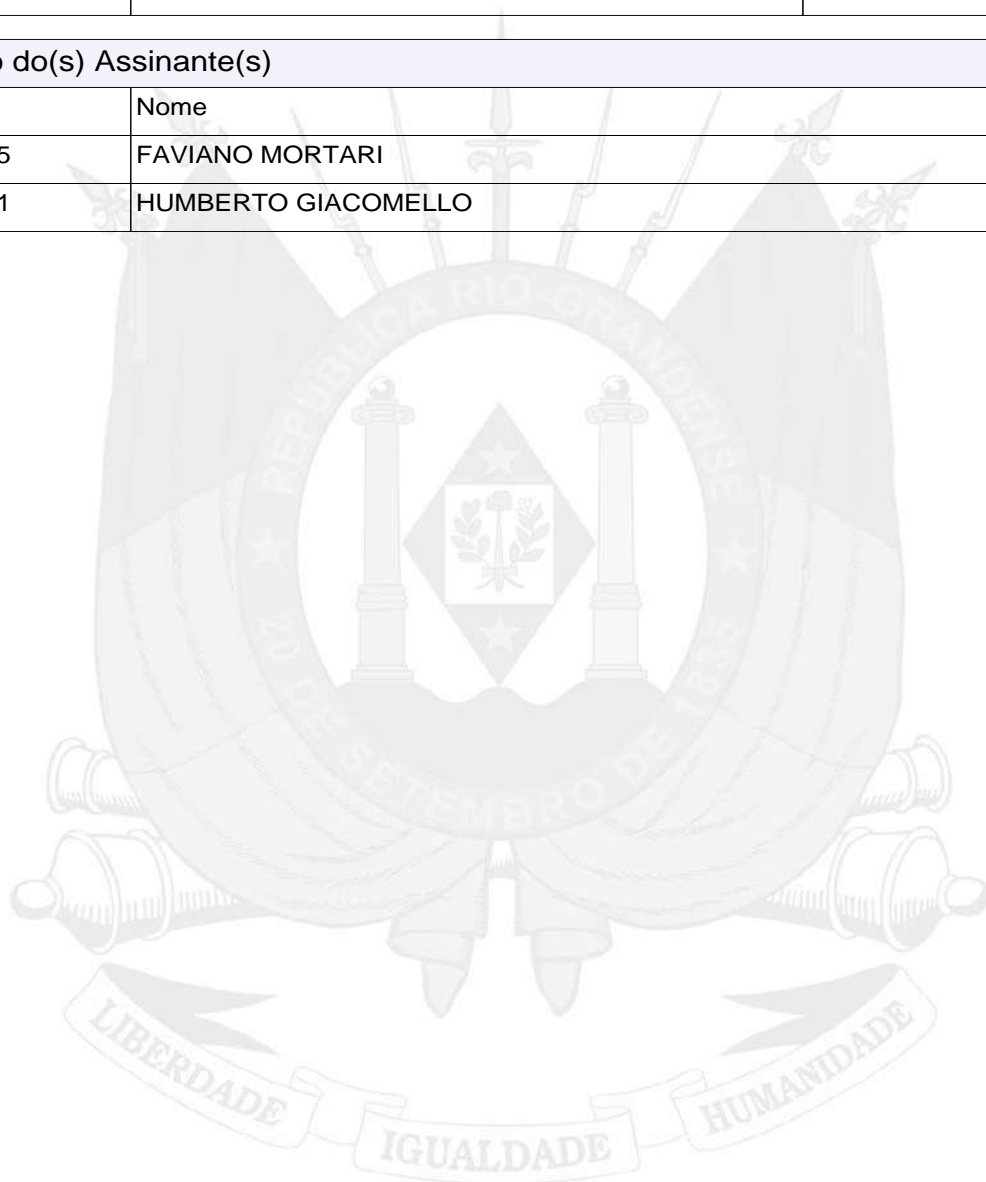 o do(s) Assinante(s)
Nome
5 FAVIANO MORTARI
1 HUMBERTO GIACOMELLO
REPUBLICA RIO-GRANDENSE
20 DE SETEMBRO DE 1835
LIBERDADE
IGUALDADE
HUMANIDADE